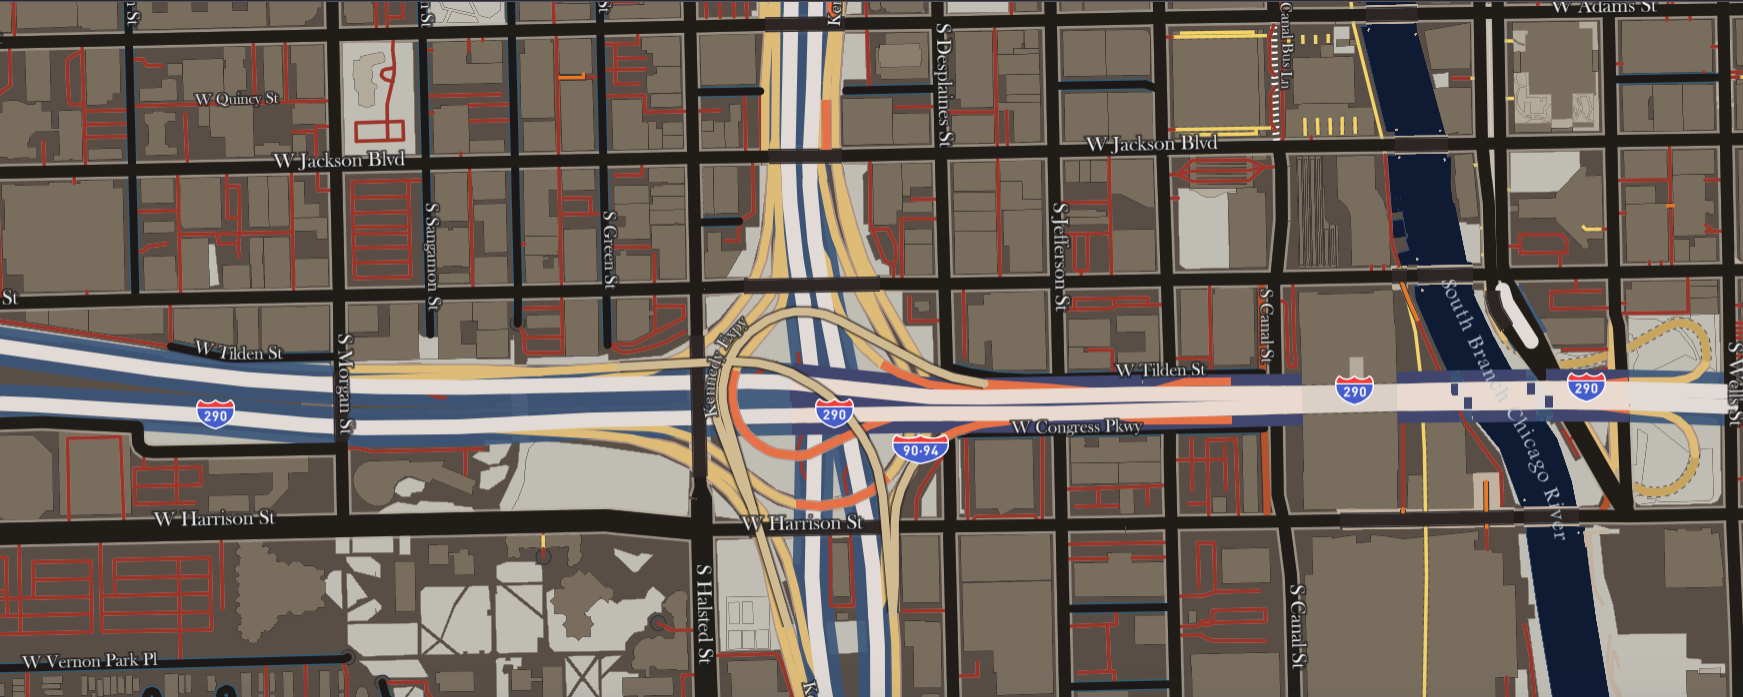 W Adams St
Canal Bus Ln
S Desplaines St
W Quincy St
W Jackson Blvd
W Jackson Blvd
S Sangamon St
S Green St
S Jefferson St
St
S Canal St
South Branch Chicago River
W Tilden St
S Morgan St
Kennedy Expy
W Tilden St
S Wells St
290
290
290
290
W Congress Pkwy
90-94
W Harrison St
W Harrison St
S Halsted St
S Canal St
W Vernon Park Pl